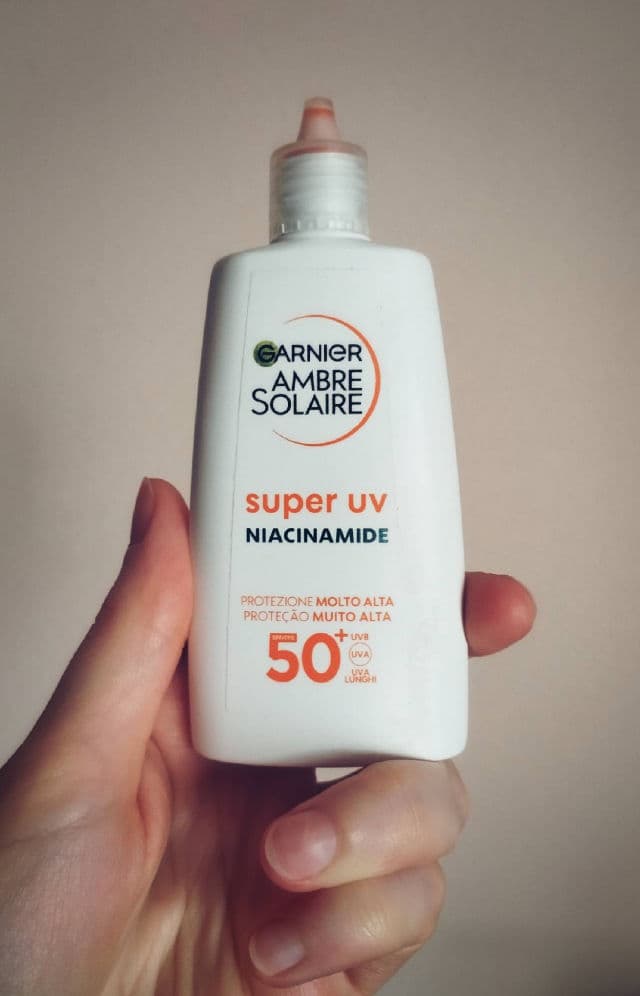 GARNIER
AMBRE
SOLAIRE
super uv
NIACINAMIDE
PROTEZIONE MOLTO ALTA
PROTEÇÃO MUITO ALTA
50+
UVB
UVA
UVA
LUNGHI